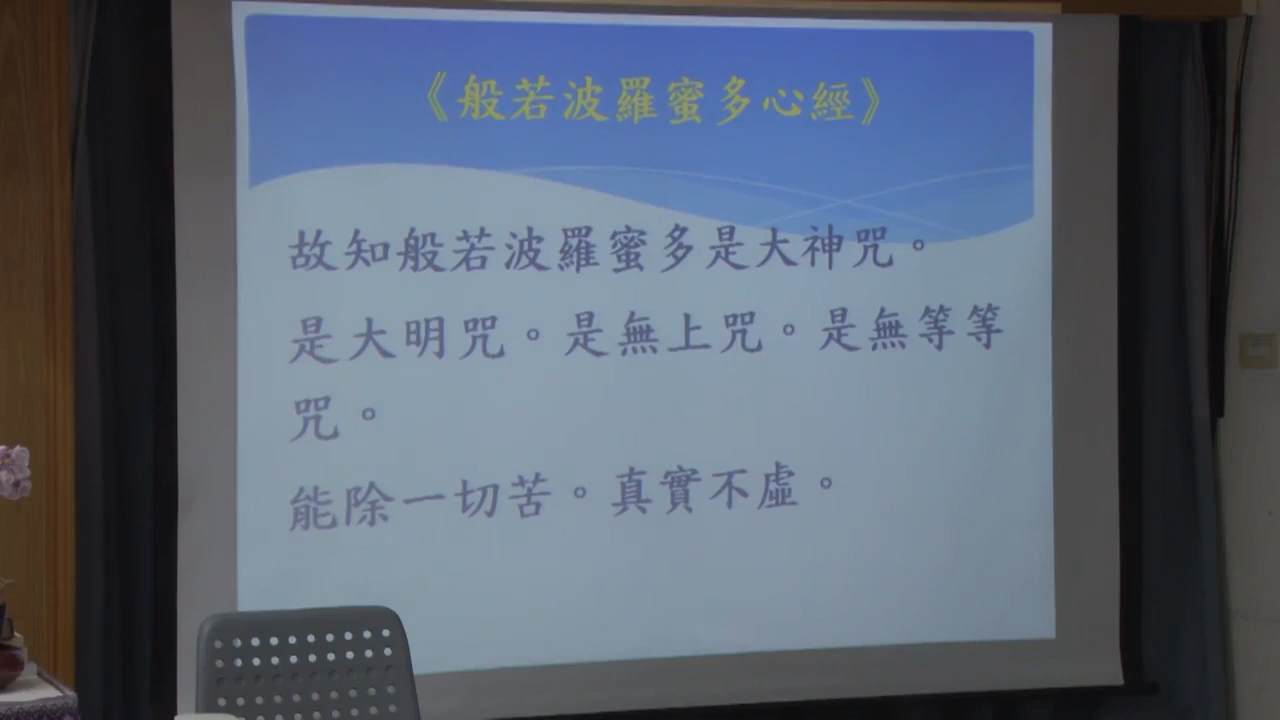 《般若波羅蜜多心經》
故知般若波羅蜜多是大神咒。
是大明咒。是無上咒。是無等等
咒。
能除一切苦。真實不虛。